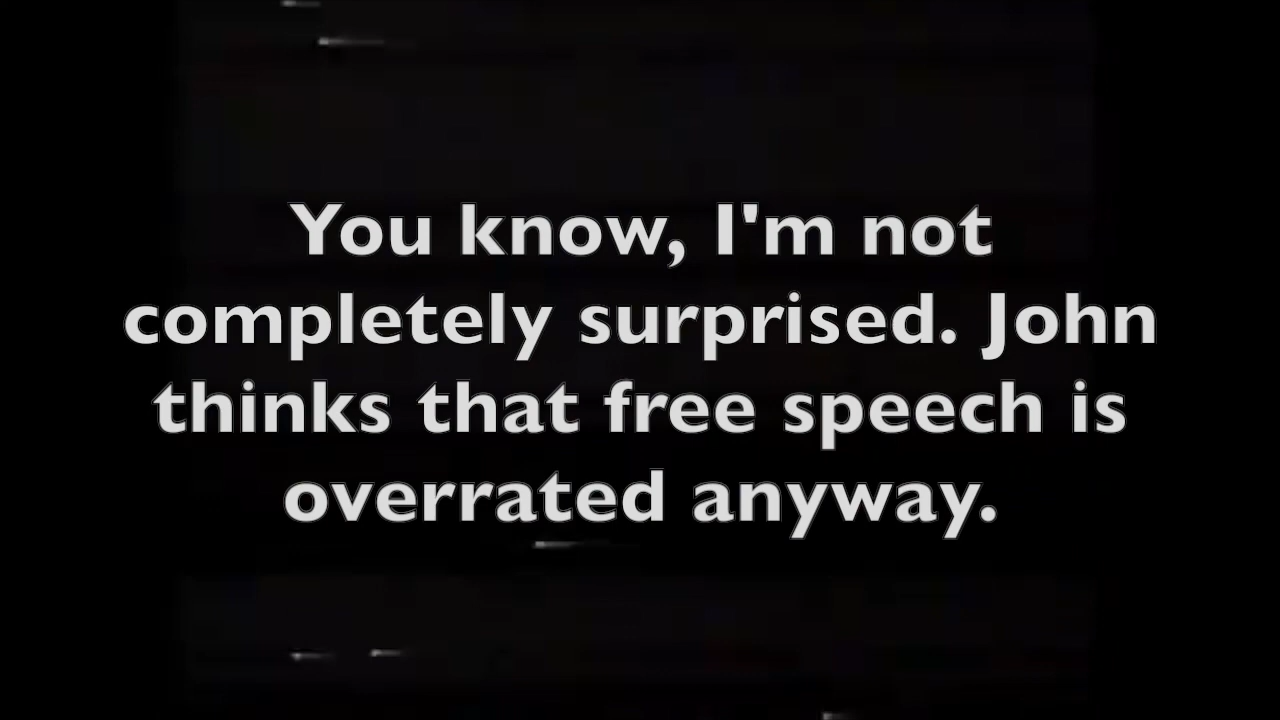 You know, I'm not
completely surprised. John
thinks that free speech is
overrated anyway.